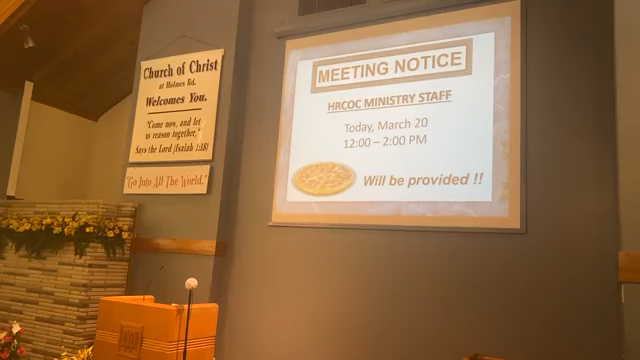 Church of Christ
at Holmes Rd.
Welcomes You.
"Come now, and let
us reason together,"
Says the Lord (Isaiah 1:18)
"Go Into All The World."
MEETING NOTICE
HRCOC MINISTRY STAFF
Today, March 20
12:00 – 2:00 PM
Will be provided !!